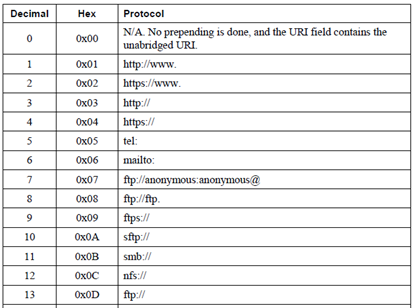 Decimal Hex Protocol
0 0x00 N/A. No prepending is done, and the URI field contains the
unabridged URI.
1 0x01 http://www.
2 0x02 https://www.
3 0x03 http://
4 0x04 https://
5 0x05 tel:
6 0x06 mailto:
7 0x07 ftp://anonymous:anonymous@
8 0x08 ftp://ftp.
9 0x09 ftps://
10 0x0A sftp://
11 0x0B smb://
12 0x0C nfs://
13 0x0D ftp://